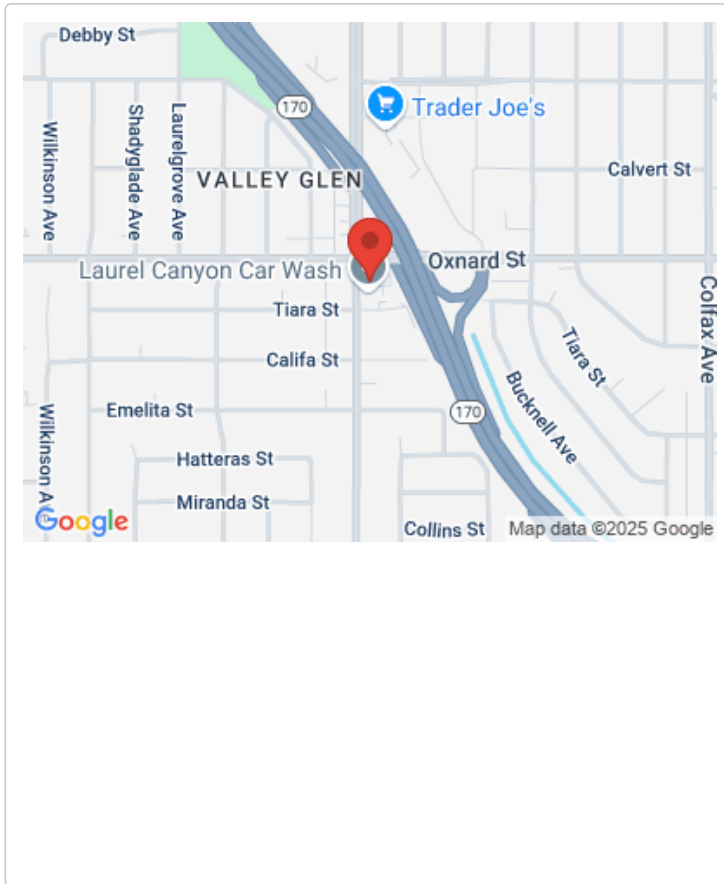 Debby St
170
Trader Joe's
Wilkinson Ave
Shadyglade Ave
Laurelgrove Ave
Calvert St
VALLEY GLEN
Oxnard St
Laurel Canyon Car Wash
Colfax Ave
Tiara St
Tiara St
Califa St
Bucknell Ave
Wilkinson Av
Emelita St
170
Hatteras St
Miranda St
Google
Collins St
Map data ©2025 Google